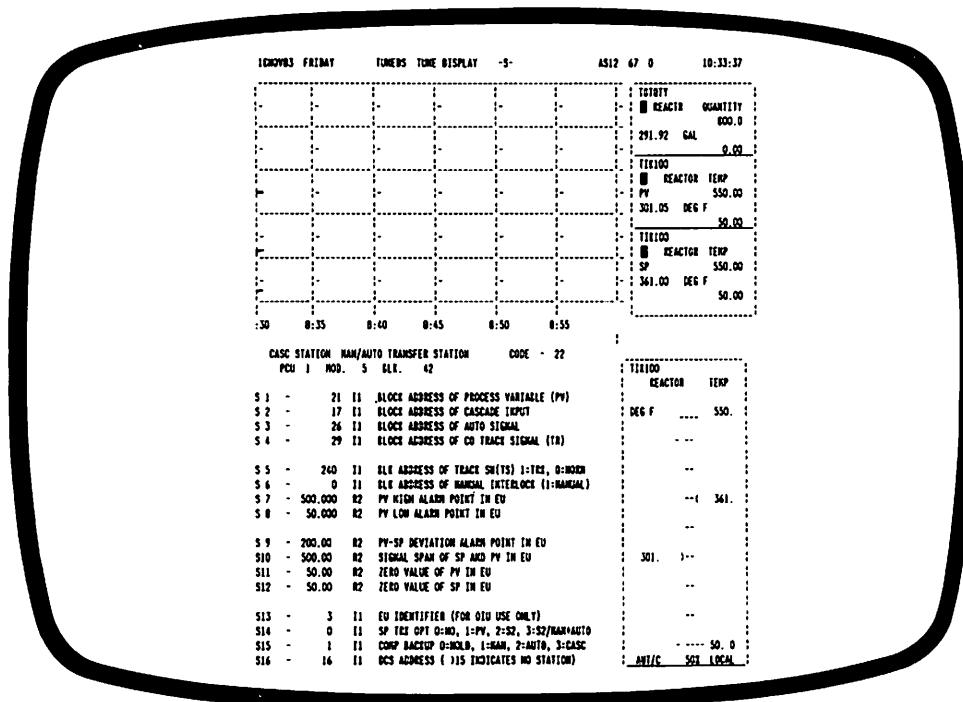 1CNOV83 FRIDAY TUNEDS TUNE DISPLAY -S- AS12 67 0 10:33:37
TOTQTY
REACTR QUANTITY
800.0
291.92 GAL
0.00
TIK100
REACTOR TEMP
PV 550.00
301.05 DEG F
50.00
TIK100
REACTOR TEMP
SP 550.00
361.00 DEG F
50.00
:30 8:35 8:40 8:45 8:50 8:55
CASC STATION MAN/AUTO TRANSFER STATION CODE - 22
PCU 1 MOD. 5 BLK. 42
S 1 - 21 I1 BLOCK ADDRESS OF PROCESS VARIABLE (PV)
S 2 - 17 I1 BLOCK ADDRESS OF CASCADE INPUT
S 3 - 26 I1 BLOCK ADDRESS OF AUTO SIGNAL
S 4 - 29 I1 BLOCK ADDRESS OF CO TRACK SIGNAL (TR)
S 5 - 240 I1 BLK ADDRESS OF TRACK SW(TS) 1:TRK, 0:NORM
S 6 - 0 I1 BLK ADDRESS OF MANUAL INTERLOCK (1:MANUAL)
S 7 - 500.000 R2 PV HIGH ALARM POINT IN EU
S 8 - 50.000 R2 PV LOW ALARM POINT IN EU
S 9 - 200.00 R2 PV-SP DEVIATION ALARM POINT IN EU
S10 - 500.00 R2 SIGNAL SPAN OF SP AND PV IN EU
S11 - 50.00 R2 ZERO VALUE OF PV IN EU
S12 - 50.00 R2 ZERO VALUE OF SP IN EU
S13 - 3 I1 EU IDENTIFIER (FOR OIU USE ONLY)
S14 - 0 I1 SP TRK OPT 0:NO, 1:PV, 2:S2, 3:S2/MAN+AUTO
S15 - 1 I1 COMP BACKUP 0:HOLD, 1:MAN, 2:AUTO, 3:CASC
S16 - 16 I1 DCS ADDRESS ( )15 INDICATES NO STATION)
TIK100
REACTOR TEMP
DEG F 550.
361.
301.
50. 0
AUT/C 50% LOCAL